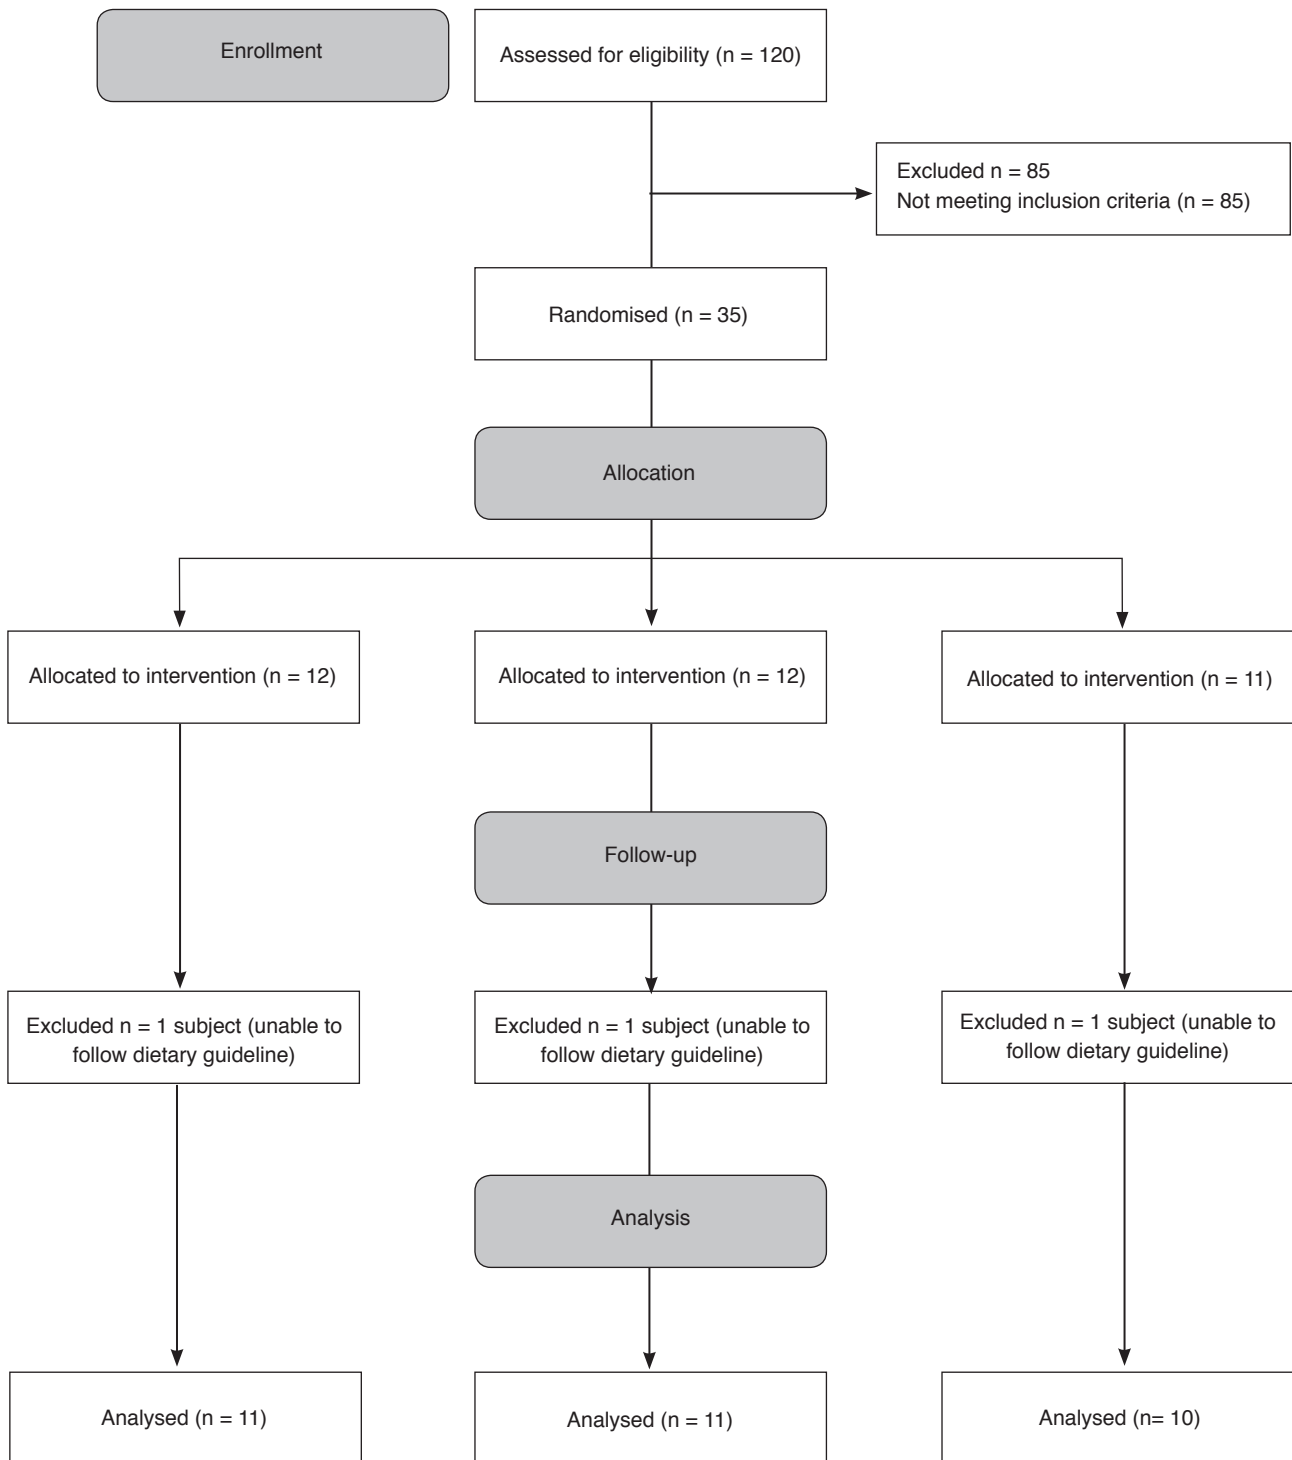 Enrollment
Assessed for eligibility (n = 120)
Excluded n = 85
Not meeting inclusion criteria (n = 85)
Randomised (n = 35)
Allocation
Allocated to intervention (n = 12)
Allocated to intervention (n = 12)
Allocated to intervention (n = 11)
Follow-up
Excluded n = 1 subject (unable to
follow dietary guideline)
Excluded n = 1 subject (unable to
follow dietary guideline)
Excluded n = 1 subject (unable to
follow dietary guideline)
Analysis
Analysed (n = 11)
Analysed (n = 11)
Analysed (n= 10)